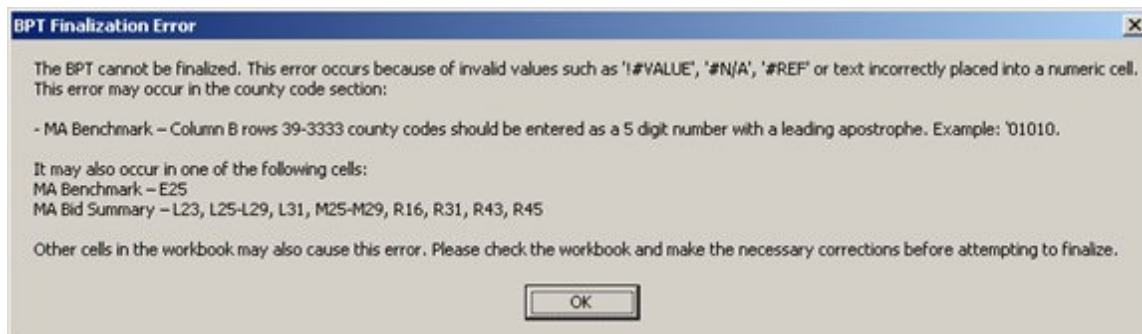 BPT Finalization Error
The BPT cannot be finalized. This error occurs because of invalid values such as '!#VALUE', '#N/A', '#REF' or text incorrectly placed into a numeric cell.
This error may occur in the county code section:
- MA Benchmark – Column B rows 39-3333 county codes should be entered as a 5 digit number with a leading apostrophe. Example: '01010.
It may also occur in one of the following cells:
MA Benchmark – E25
MA Bid Summary – L23, L25-L29, L31, M25-M29, R16, R31, R43, R45
Other cells in the workbook may also cause this error. Please check the workbook and make the necessary corrections before attempting to finalize.
OK